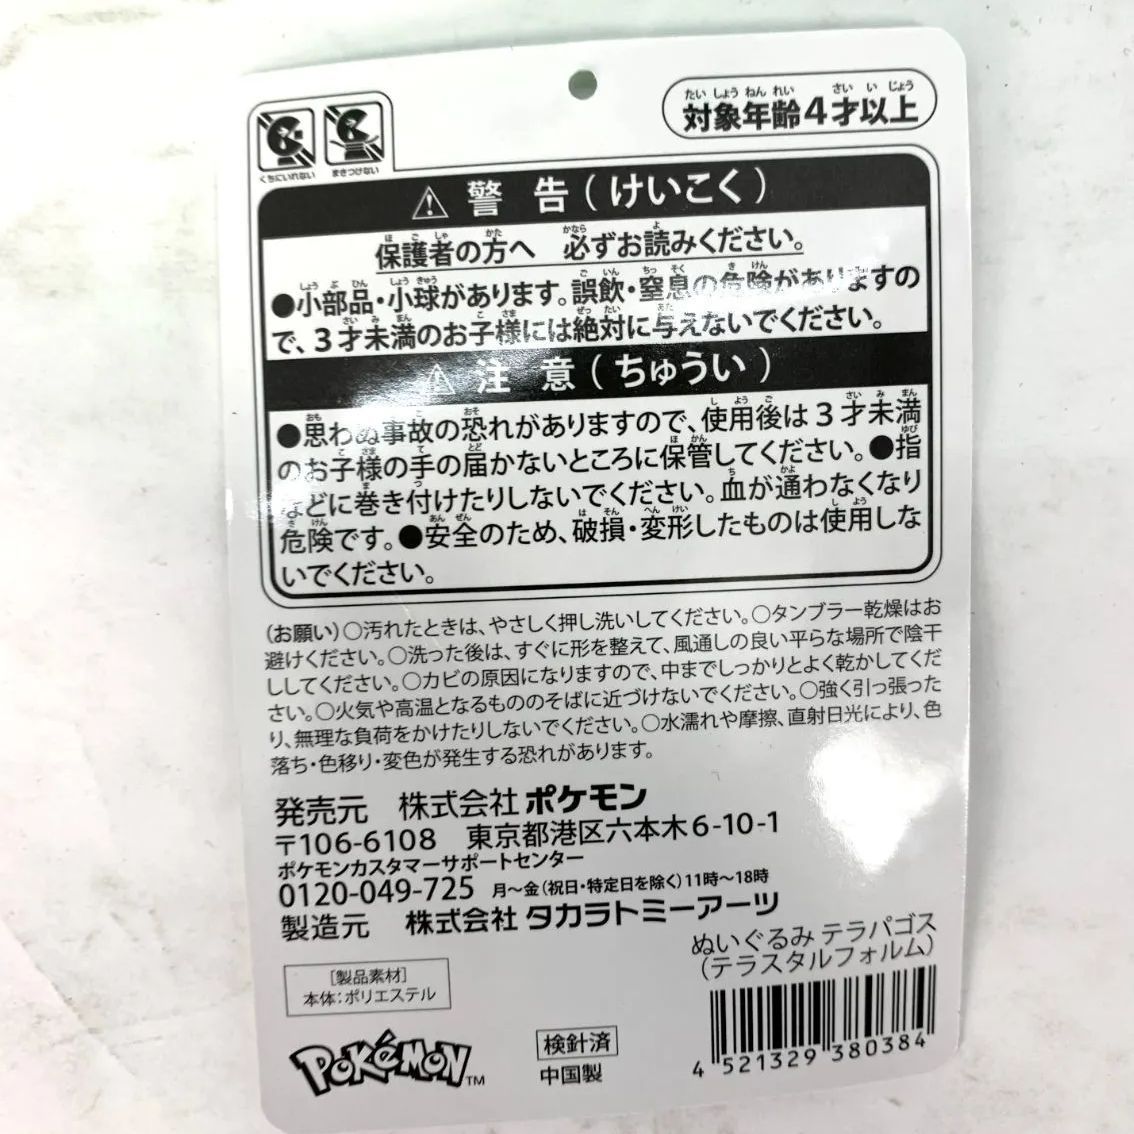 対象年齢4才以上
くちにいれない まきつけない
警告(けいこく)
保護者の方へ 必ずお読みください。
●小部品・小球があります。誤飲・窒息の危険がありますの
で、3才未満のお子様には絶対に与えないでください。
注意(ちゅうい)
●思わぬ事故の恐れがありますので、使用後は3才未満
のお子様の手の届かないところに保管してください。●指
などに巻き付けたりしないでください。血が通わなくなり
危険です。●安全のため、破損・変形したものは使用しな
いでください。
(お願い)○汚れたときは、やさしく押し洗いしてください。○タンブラー乾燥はお
避けください。○洗った後は、すぐに形を整えて、風通しの良い平らな場所で陰干
ししてください。○カビの原因になりますので、中までしっかりとよく乾かしてくだ
さい。○火気や高温となるもののそばに近づけないでください。○強く引っ張った
り、無理な負荷をかけたりしないでください。○水濡れや摩擦、直射日光により、色
落ち・色移り・変色が発生する恐れがあります。
発売元 株式会社ポケモン
〒106-6108 東京都港区六本木6-10-1
ポケモンカスタマーサポートセンター
0120-049-725 月~金(祝日・特定日を除く)11時~18時
製造元 株式会社タカラトミーアーツ
ぬいぐるみ テラパゴス
(テラスタルフォルム)
[製品素材]
本体:ポリエステル
POKéMON™
検針済
中国製
4 521329 380384